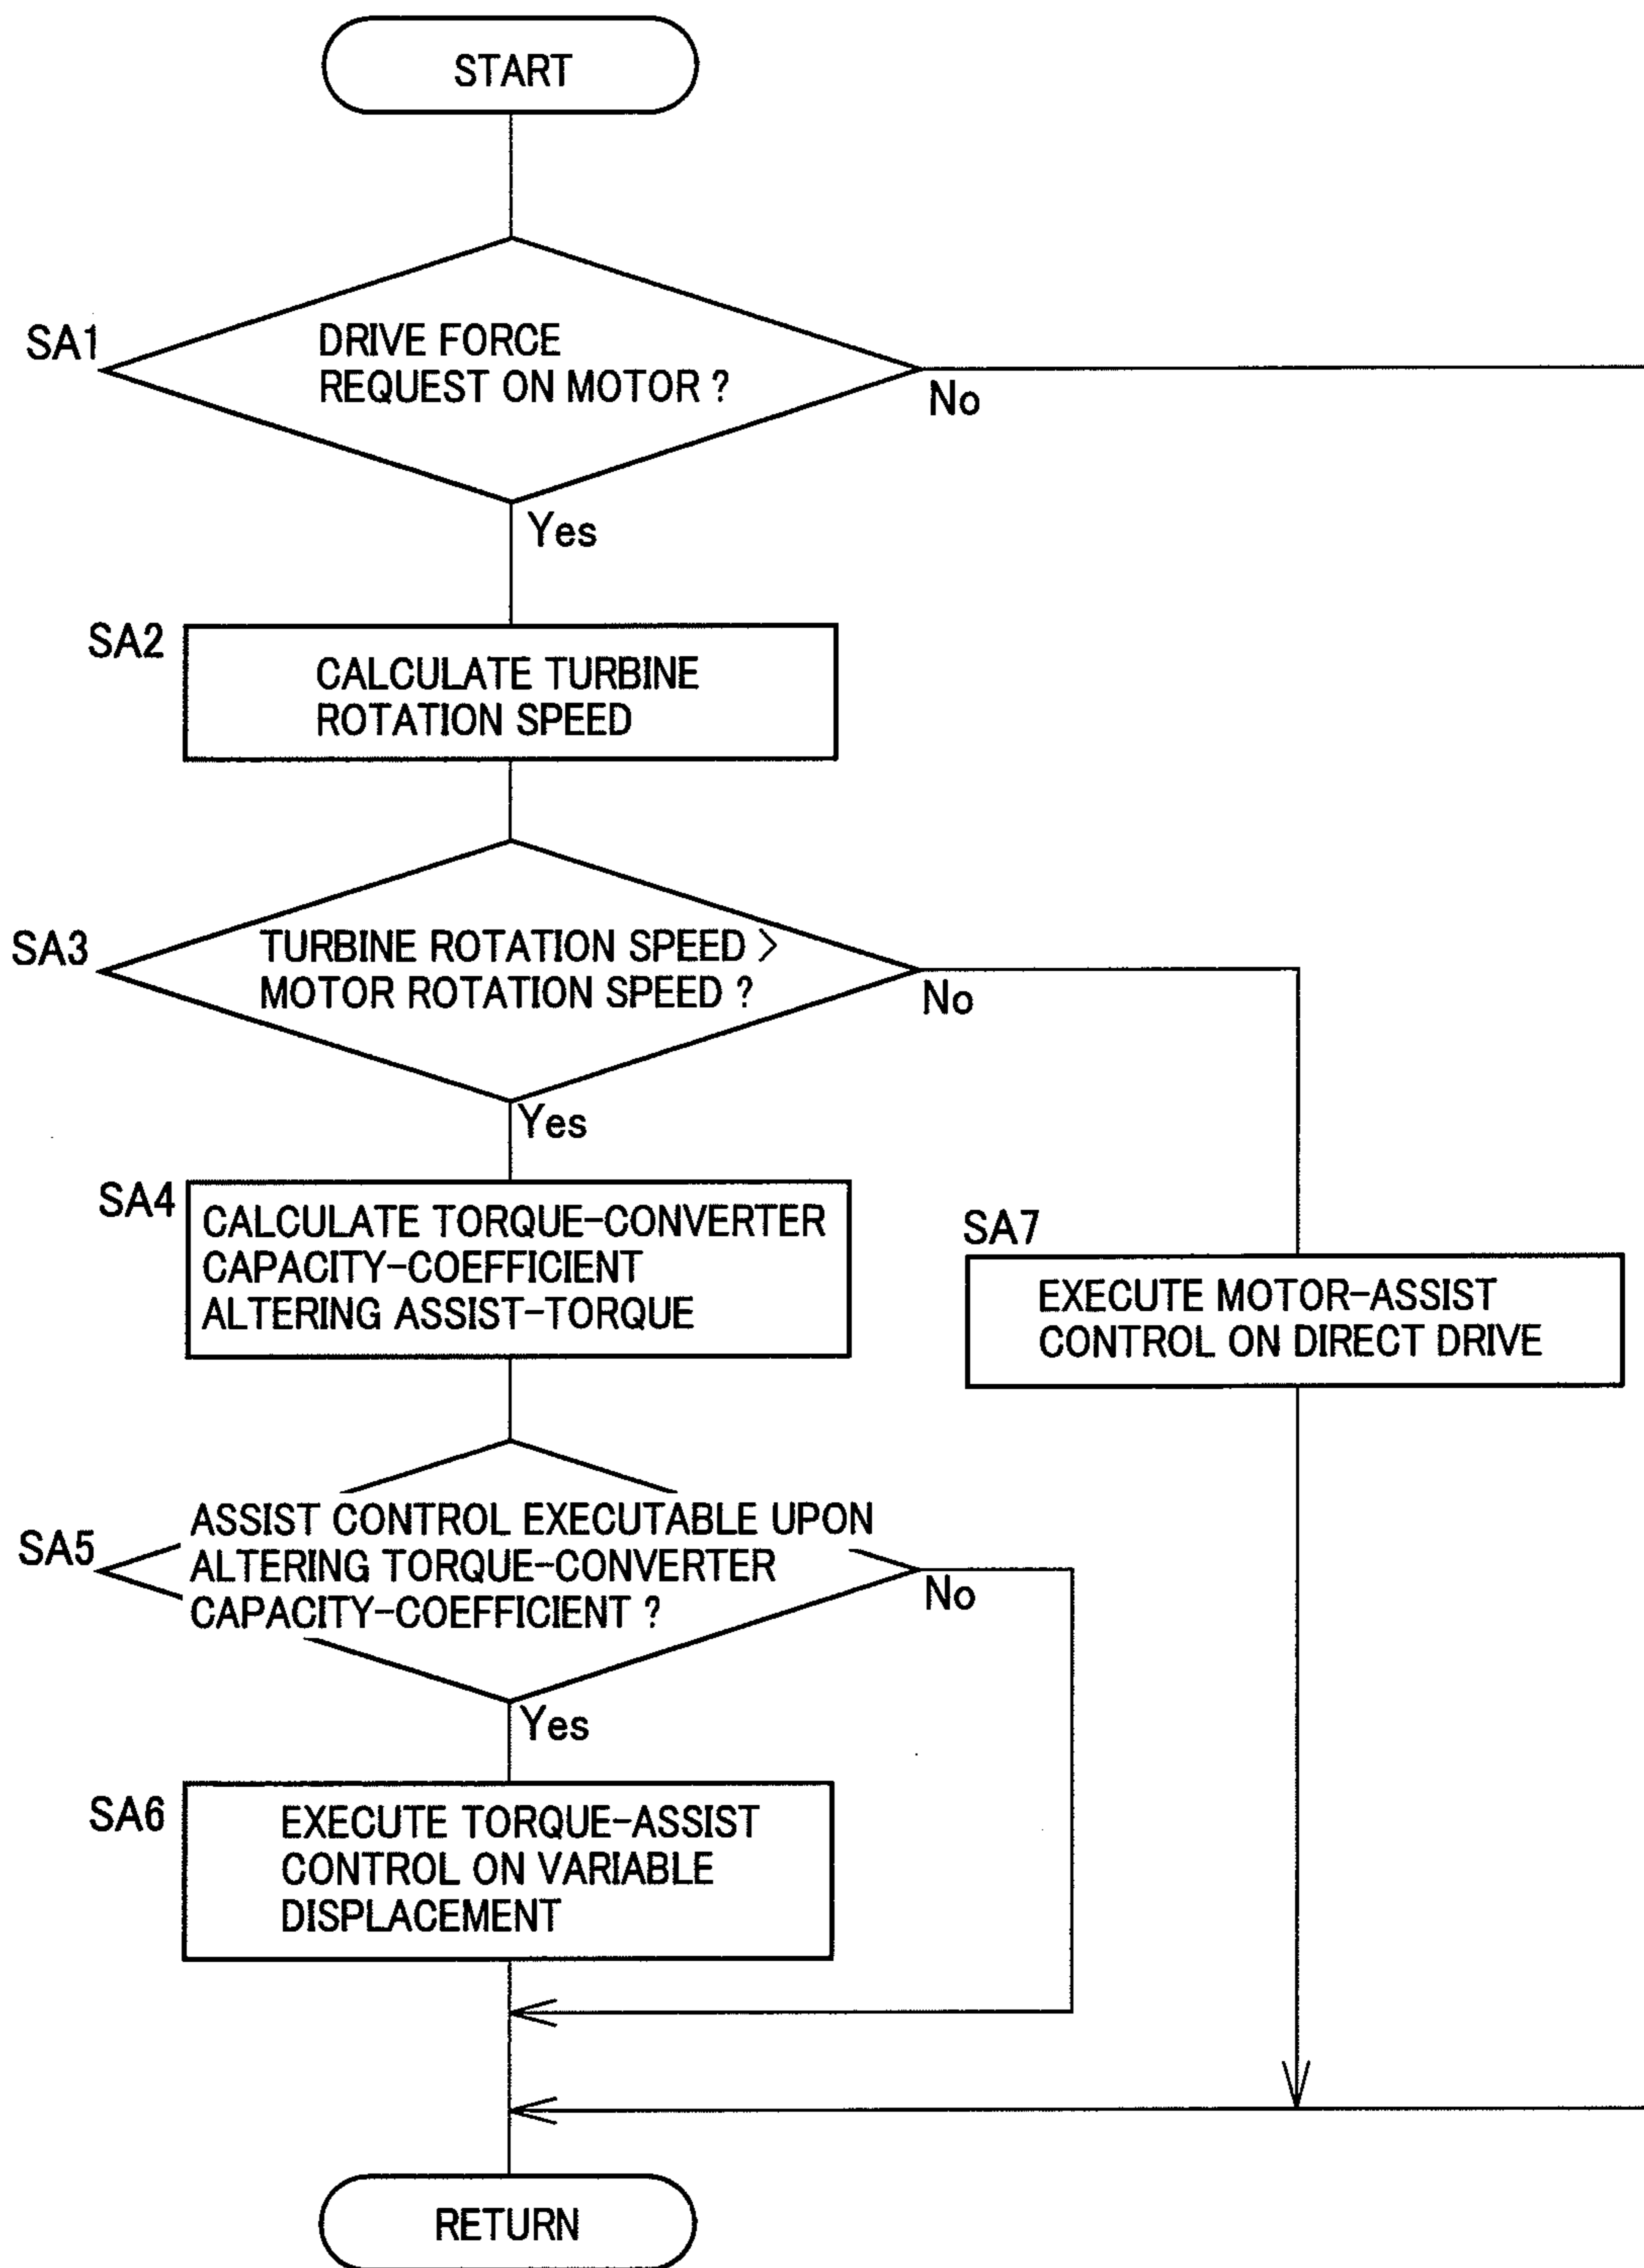 START
SA1
DRIVE FORCE
REQUEST ON MOTOR ?
No
Yes
SA2
CALCULATE TURBINE
ROTATION SPEED
SA3
TURBINE ROTATION SPEED >
MOTOR ROTATION SPEED ?
No
Yes
SA4
CALCULATE TORQUE-CONVERTER
CAPACITY-COEFFICIENT
ALTERING ASSIST-TORQUE
SA7
EXECUTE MOTOR-ASSIST
CONTROL ON DIRECT DRIVE
SA5
ASSIST CONTROL EXECUTABLE UPON
ALTERING TORQUE-CONVERTER
CAPACITY-COEFFICIENT ?
No
Yes
SA6
EXECUTE TORQUE-ASSIST
CONTROL ON VARIABLE
DISPLACEMENT
RETURN